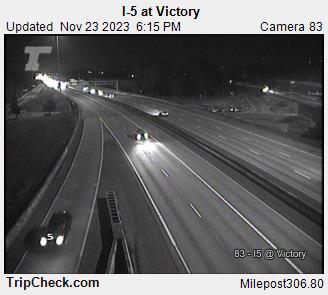 I-5 at Victory
Updated Nov 23 2023 6:15 PM Camera 83
83 - I5 @ Victory
TripCheck.com Milepost306.80